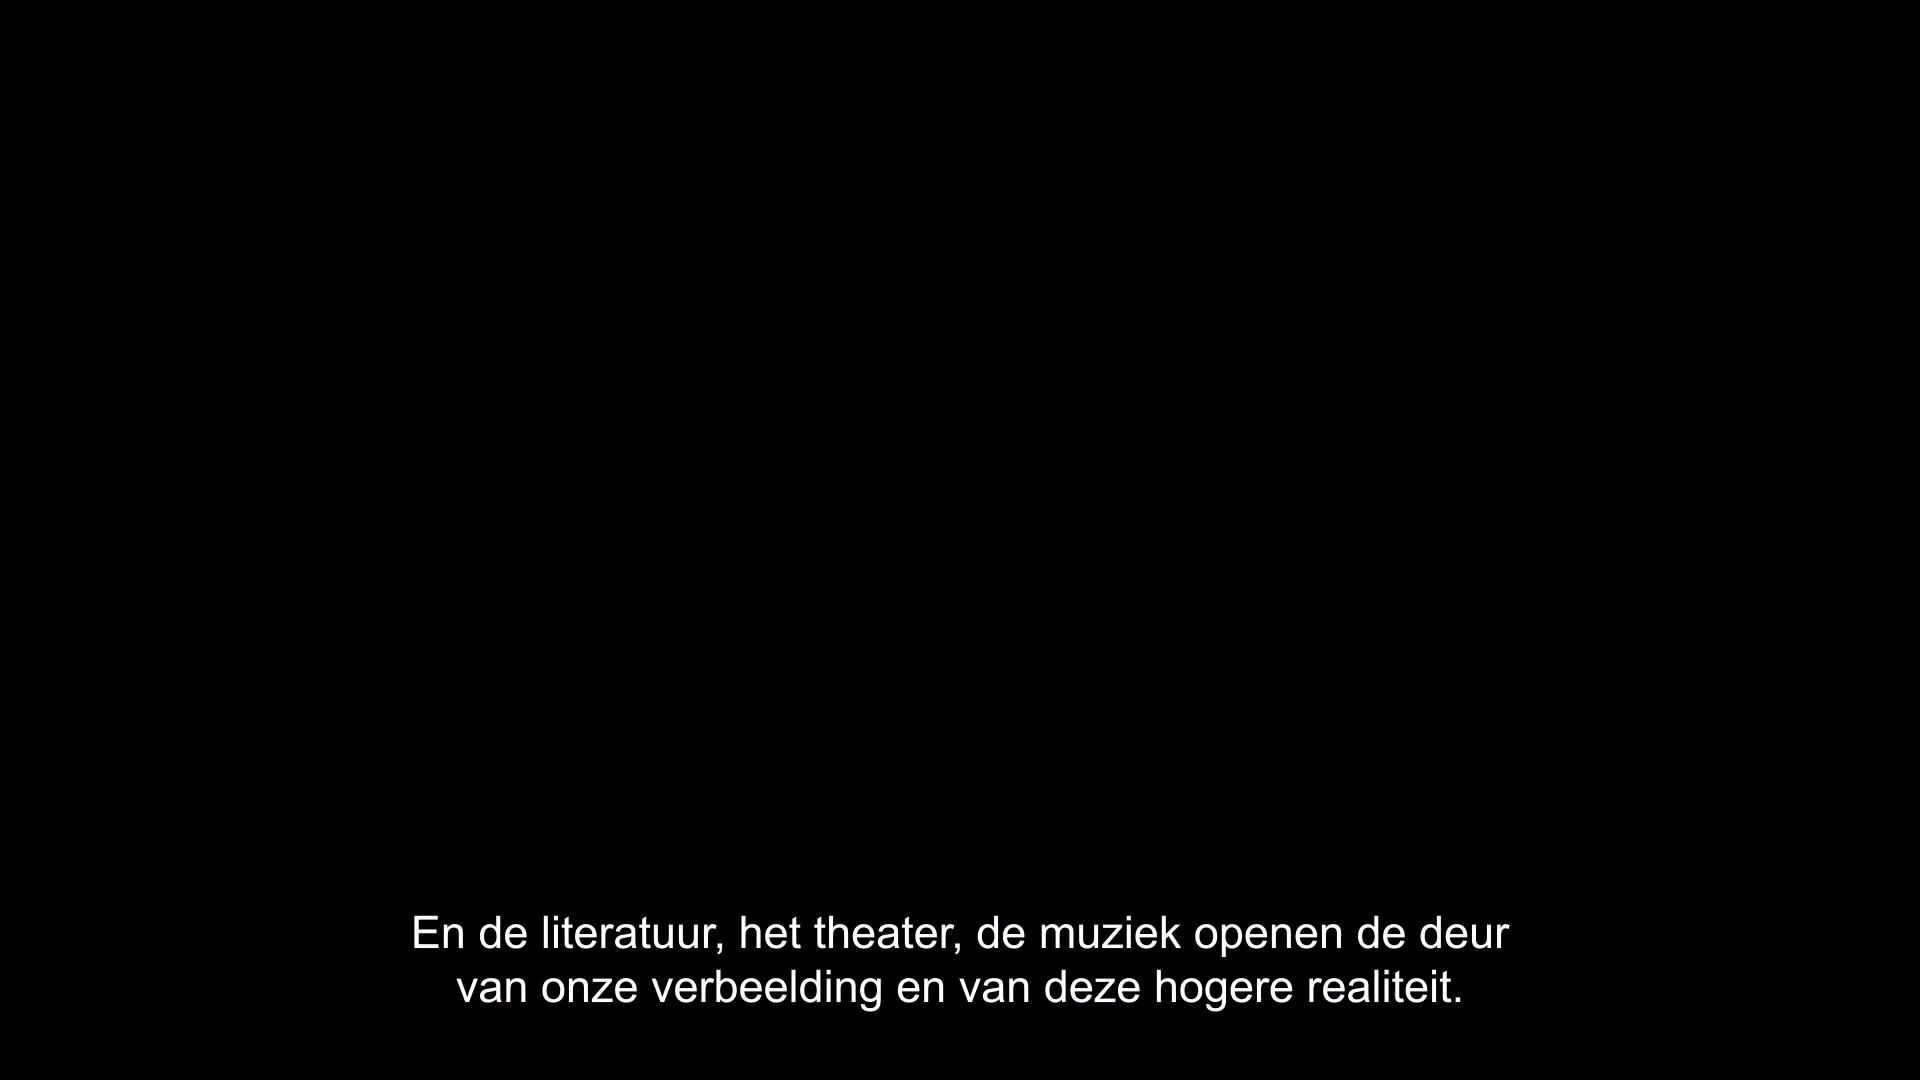 En de literatuur, het theater, de muziek openen de deur
van onze verbeelding en van deze hogere realiteit.